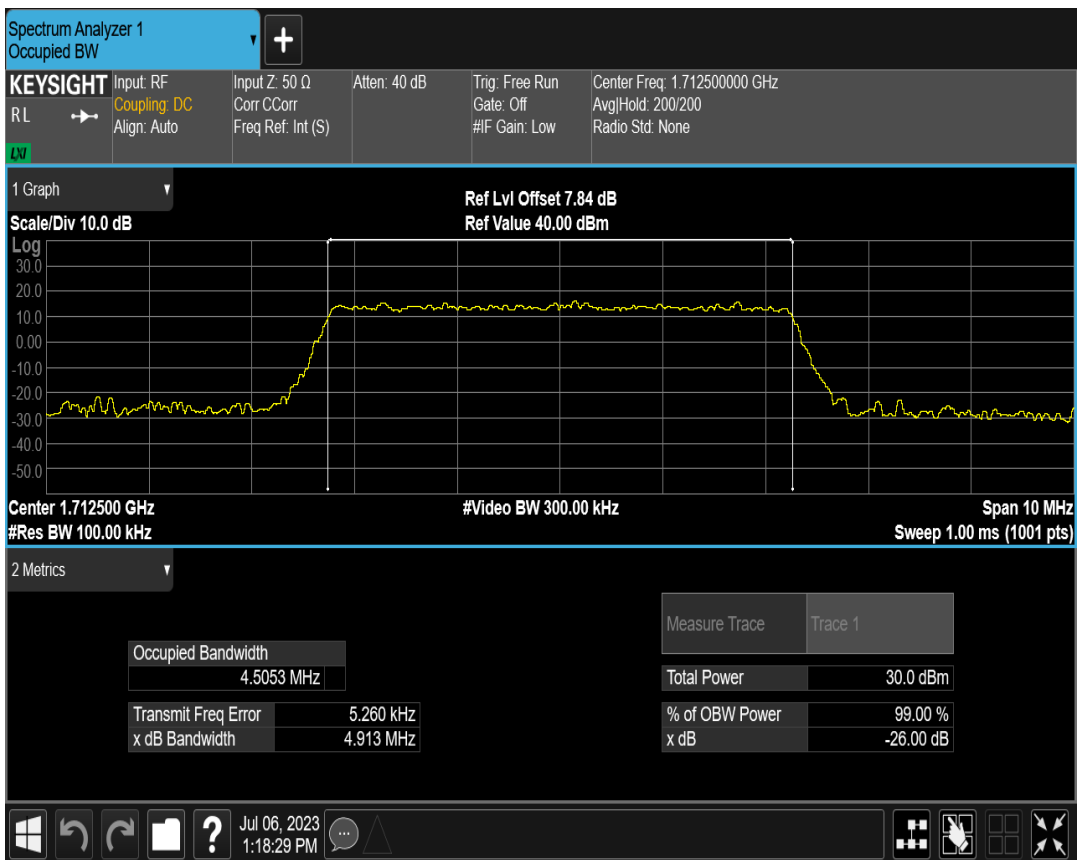 Spectrum Analyzer 1
Occupied BW
+
KEYSIGHT
RL
LXI
Input: RF
Coupling: DC
Align: Auto
Input Z: 50 Ω
Corr CCorr
Freq Ref: Int (S)
Atten: 40 dB
Trig: Free Run
Gate: Off
#IF Gain: Low
Center Freq: 1.712500000 GHz
Avg|Hold: 200/200
Radio Std: None
1 Graph
Ref Lvl Offset 7.84 dB
Scale/Div 10.0 dB
Ref Value 40.00 dBm
Log
30.0
20.0
10.0
0.00
-10.0
-20.0
-30.0
-40.0
-50.0
Center 1.712500 GHz
#Video BW 300.00 kHz
Span 10 MHz
#Res BW 100.00 kHz
Sweep 1.00 ms (1001 pts)
2 Metrics
Measure Trace Trace 1
Occupied Bandwidth
4.5053 MHz
Total Power 30.0 dBm
Transmit Freq Error 5.260 kHz
% of OBW Power 99.00 %
x dB Bandwidth 4.913 MHz
x dB -26.00 dB
?
Jul 06, 2023
1:18:29 PM